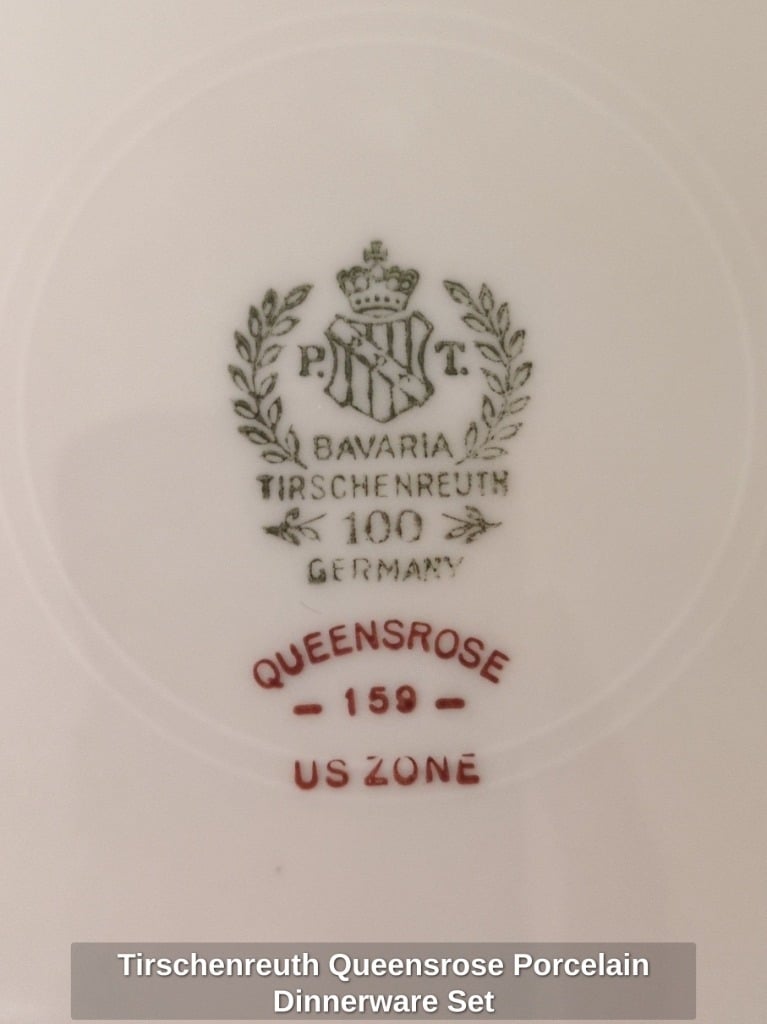 P. T.
BAVARIA
TIRSCHENREUTH
100
GERMANY
QUEENSROSE
- 159 -
US ZONE
Tirschenreuth Queensrose Porcelain
Dinnerware Set